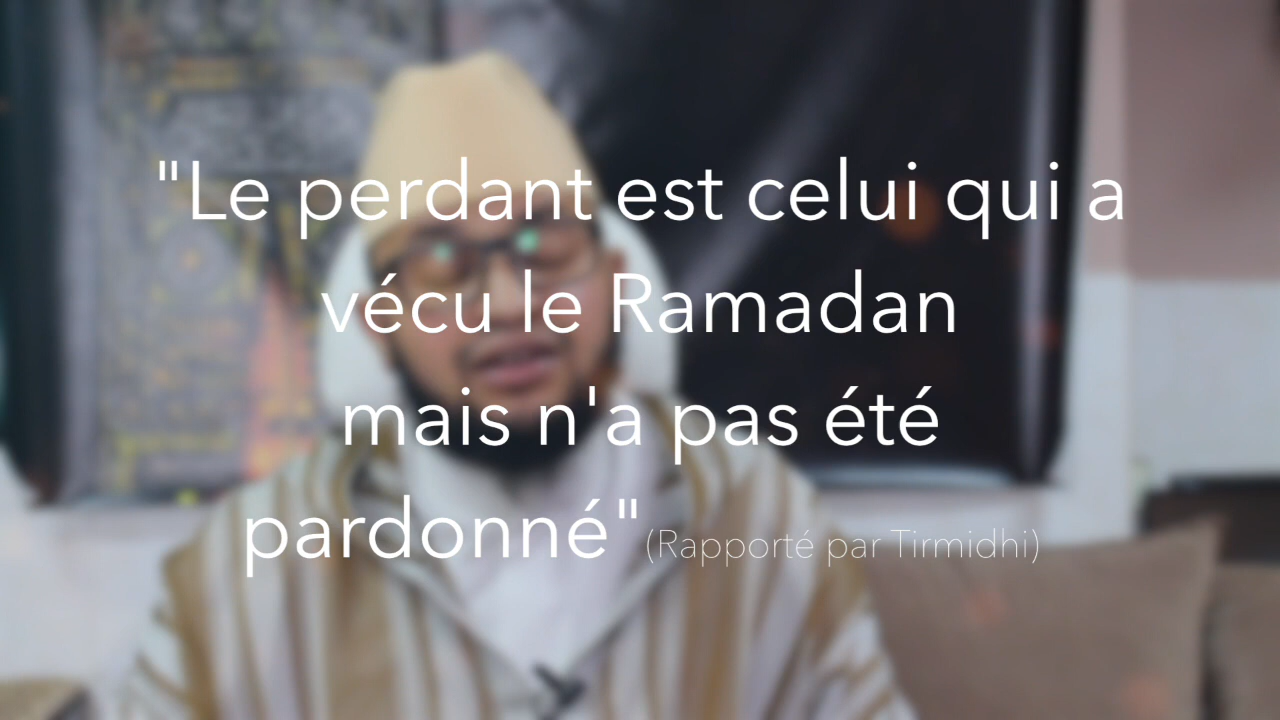 "Le perdant est celui qui a
vécu le Ramadan
mais n'a pas été
pardonné" (Rapporté par Tirmidhi)